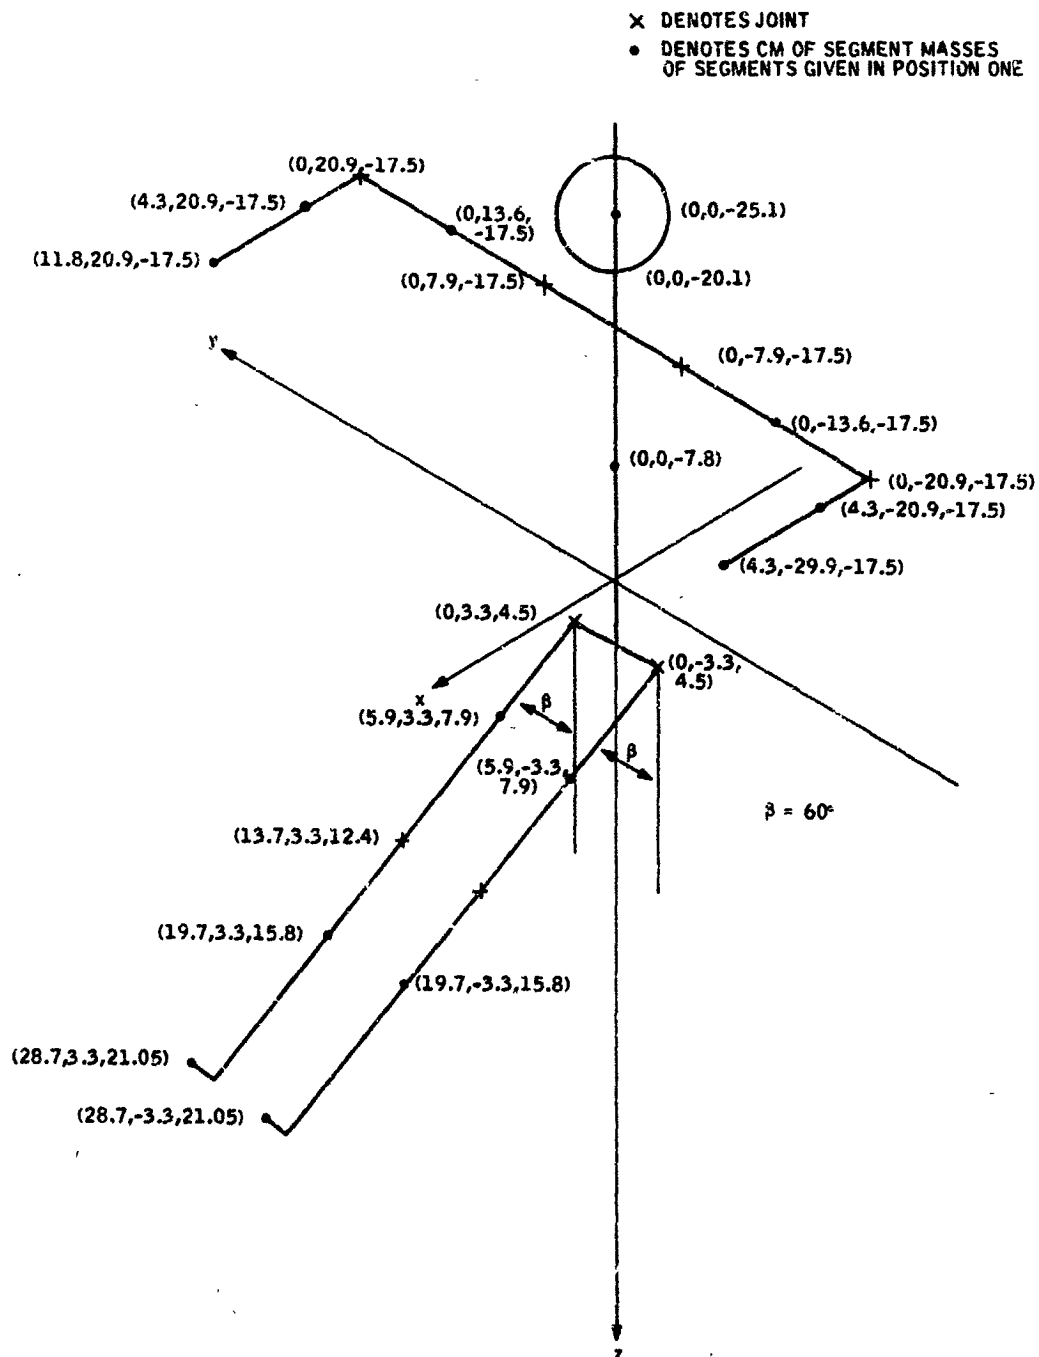 × DENOTES JOINT
• DENOTES CM OF SEGMENT MASSES
OF SEGMENTS GIVEN IN POSITION ONE
(0,20.9,-17.5)
(4.3,20.9,-17.5)
(0,13.6,
-17.5)
(0,0,-25.1)
(11.8,20.9,-17.5)
(0,7.9,-17.5)
(0,0,-20.1)
y
(0,-7.9,-17.5)
(0,-13.6,-17.5)
(0,0,-7.8)
(0,-20.9,-17.5)
(4.3,-20.9,-17.5)
(4.3,-29.9,-17.5)
(0,3.3,4.5)
(0,-3.3,
4.5)
x
β
(5.9,3.3,7.9)
β
(5.9,-3.3,
7.9)
β = 60°
(13.7,3.3,12.4)
(19.7,3.3,15.8)
(19.7,-3.3,15.8)
(28.7,3.3,21.05)
(28.7,-3.3,21.05)
z